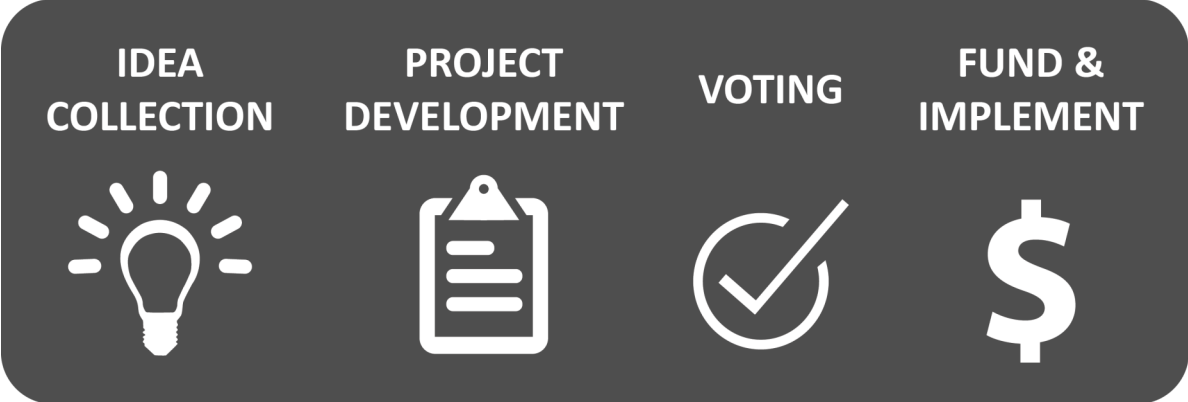 IDEA
COLLECTION
PROJECT
DEVELOPMENT
VOTING
FUND &
IMPLEMENT
$